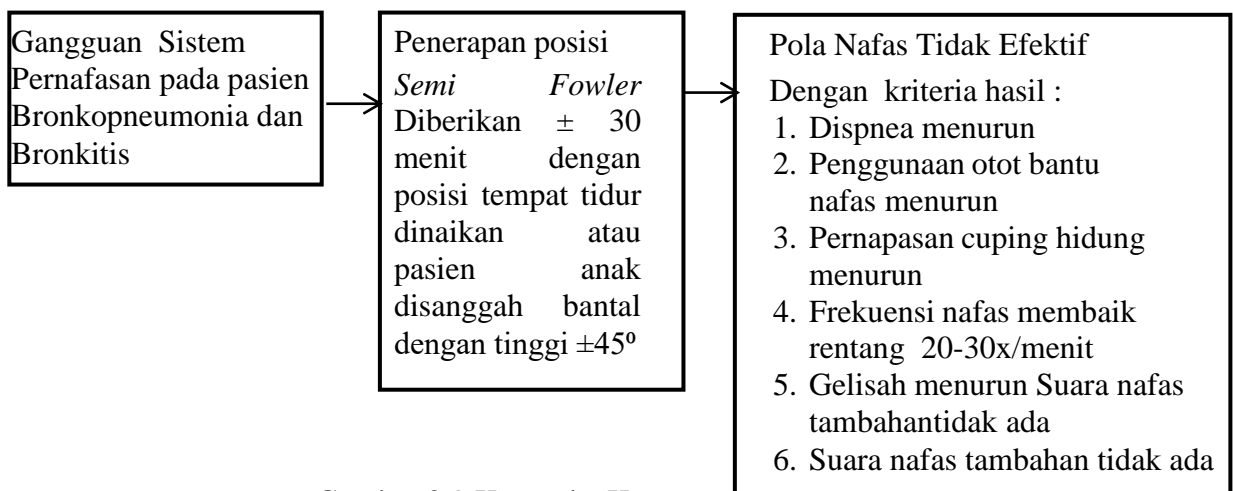 Gangguan Sistem
Pernafasan pada pasien
Bronkopneumonia dan
Bronkitis
Penerapan posisi
Semi Fowler
Diberikan ± 30
menit dengan
posisi tempat tidur
dinaikan atau
pasien anak
disanggah bantal
dengan tinggi ±45⁰
Pola Nafas Tidak Efektif
Dengan kriteria hasil :
1. Dispnea menurun
2. Penggunaan otot bantu
nafas menurun
3. Pernapasan cuping hidung
menurun
4. Frekuensi nafas membaik
rentang 20-30x/menit
5. Gelisah menurun Suara nafas
tambahantidak ada
6. Suara nafas tambahan tidak ada